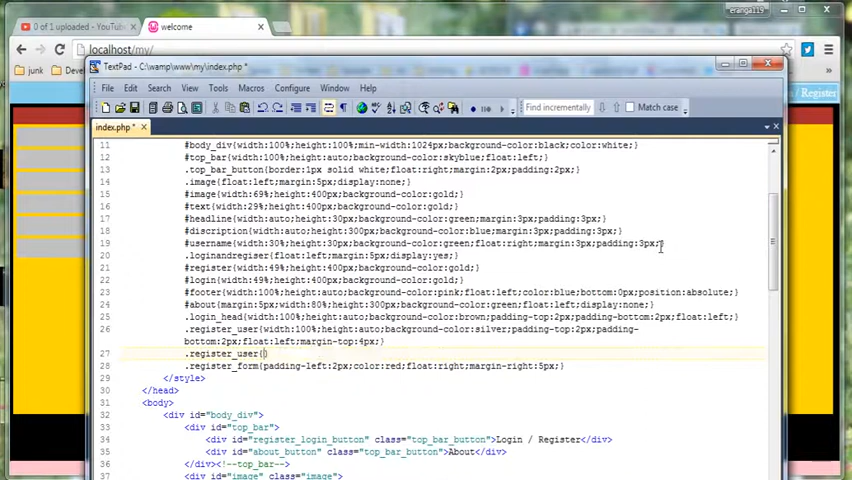 eranga119
0 of 1 uploaded - YouTube
welcome
localhost/my/
junk
/ Register
TextPad - C:\wamp\www\my\index.php *
File Edit Search View Tools Macros Configure Window Help
Find incrementally
Match case
index.php *
11 #body_div{width:100%;height:100%;min-width:1024px;background-color:black;color:white;}
12 #top_bar{width:100%;height:auto;background-color:skyblue;float:left;}
13 .top_bar_button{border:1px solid white;float:right;margin:2px;padding:2px;}
14 .image{float:left;margin:5px;display:none;}
15 #image{width:69%;height:400px;background-color:gold;}
16 #text{width:29%;height:400px;background-color:gold;}
17 #headline{width:auto;height:30px;background-color:green;margin:3px;padding:3px;}
18 #discription{width:auto;height:300px;background-color:blue;margin:3px;padding:3px;}
19 #username{width:30%;height:30px;background-color:green;float:right;margin:3px;padding:3px;}
20 .loginandregiser{float:left;margin:5px;display:yes;}
21 #register{width:49%;height:400px;background-color:gold;}
22 #login{width:49%;height:400px;background-color:gold;}
23 #footer{width:100%;height:auto;background-color:pink;float:left;color:blue;bottom:0px;position:absolute;}
24 #about{margin:5px;width:80%;height:300px;background-color:green;float:left;display:none;}
25 .login_head{width:100%;height:auto;background-color:brown;padding-top:2px;padding-bottom:2px;float:left;}
26 .register_user{width:100%;height:auto;background-color:silver;padding-top:2px;padding-
bottom:2px;float:left;margin-top:4px;}
27 .register_user{}
28 .register_form{padding-left:2px;color:red;float:right;margin-right:5px;}
29 </style>
30 </head>
31 <body>
32 <div id="body_div">
33 <div id="top_bar">
34 <div id="register_login_button" class="top_bar_button">Login / Register</div>
35 <div id="about_button" class="top_bar_button">About</div>
36 </div><!--top_bar-->
37 <div id="image" class="image">